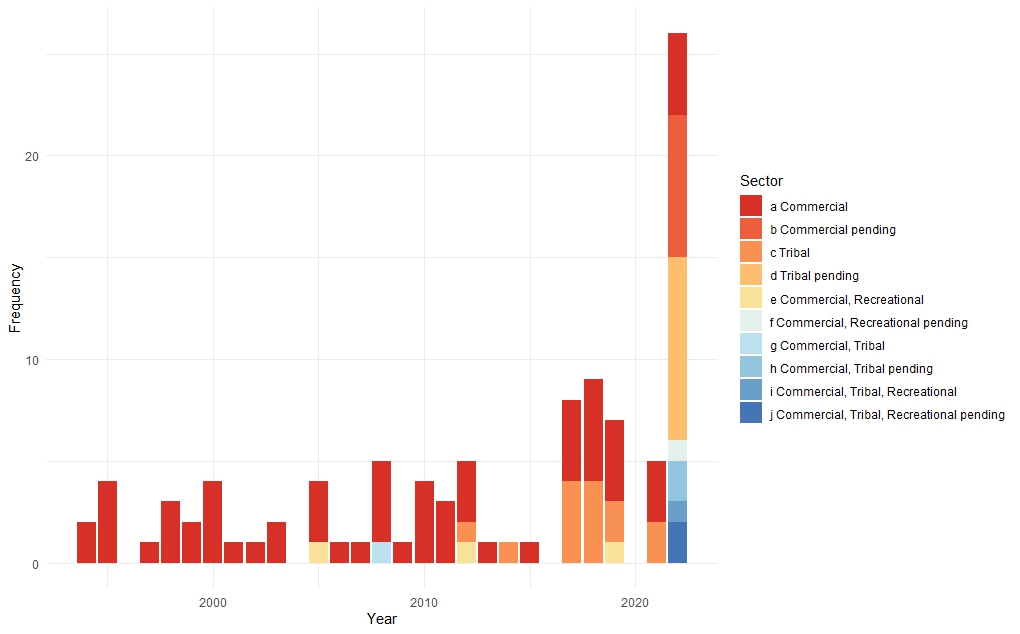 Frequency
20
10
0
2000
2010
2020
Year
Sector
a Commercial
b Commercial pending
c Tribal
d Tribal pending
e Commercial, Recreational
f Commercial, Recreational pending
g Commercial, Tribal
h Commercial, Tribal pending
i Commercial, Tribal, Recreational
j Commercial, Tribal, Recreational pending